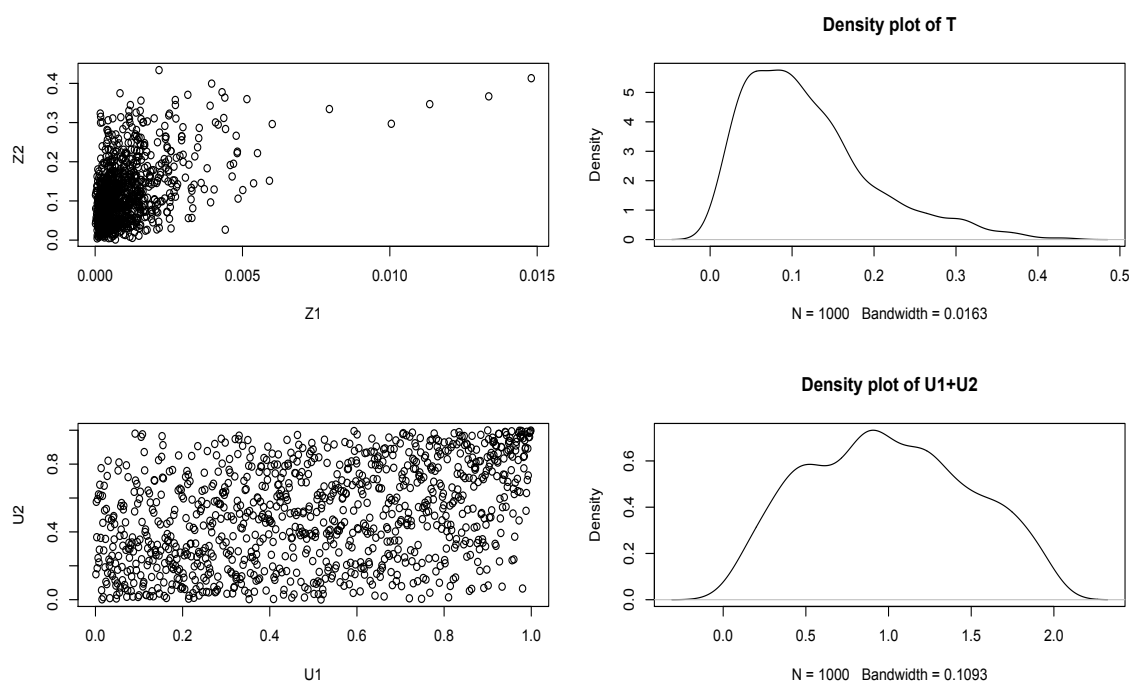 Density plot of T
Z2
0.0 0.1 0.2 0.3 0.4
0.000 0.005 0.010 0.015
Z1
Density
0 1 2 3 4 5
0.0 0.1 0.2 0.3 0.4 0.5
N = 1000 Bandwidth = 0.0163
Density plot of U1+U2
U2
0.0 0.4 0.8
0.0 0.2 0.4 0.6 0.8 1.0
U1
Density
0.0 0.2 0.4 0.6
0.0 0.5 1.0 1.5 2.0
N = 1000 Bandwidth = 0.1093